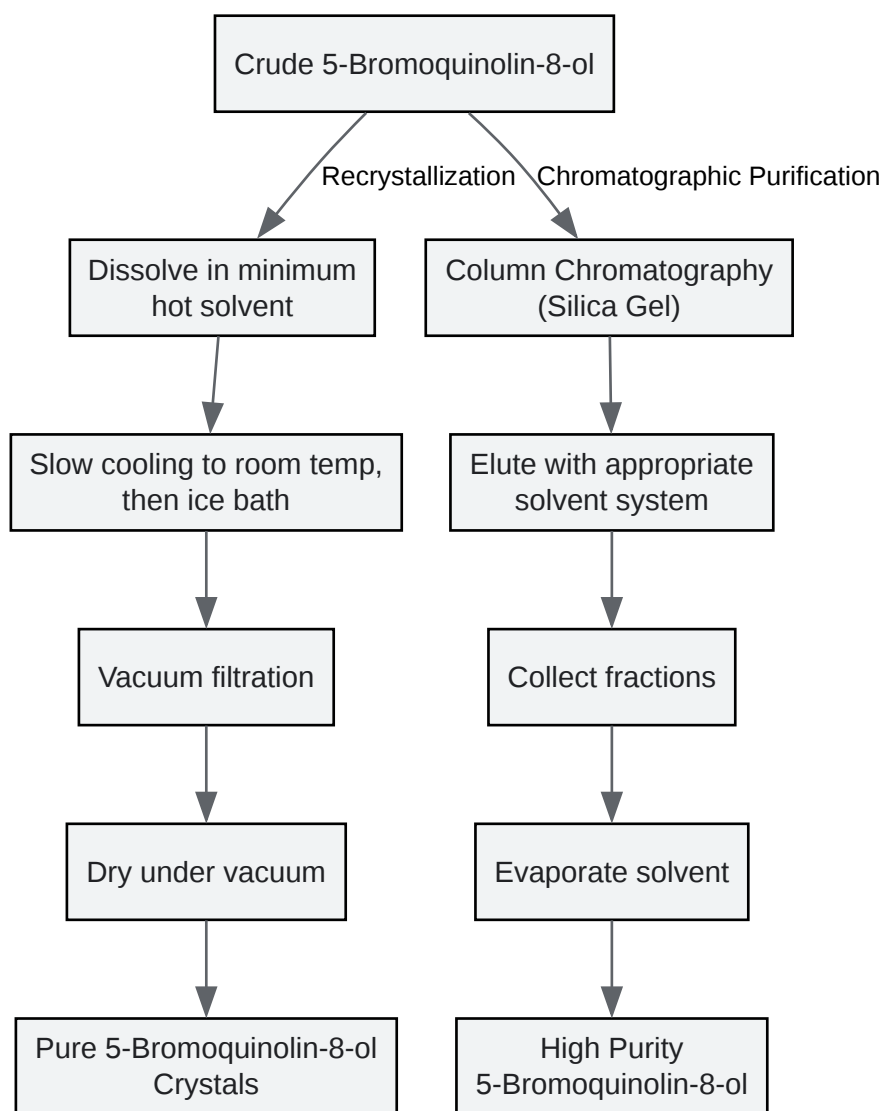 Crude 5-Bromoquinolin-8-ol
Recrystallization
Chromatographic Purification
Dissolve in minimum
hot solvent
Column Chromatography
(Silica Gel)
Slow cooling to room temp,
then ice bath
Elute with appropriate
solvent system
Vacuum filtration
Collect fractions
Dry under vacuum
Evaporate solvent
Pure 5-Bromoquinolin-8-ol
Crystals
High Purity
5-Bromoquinolin-8-ol